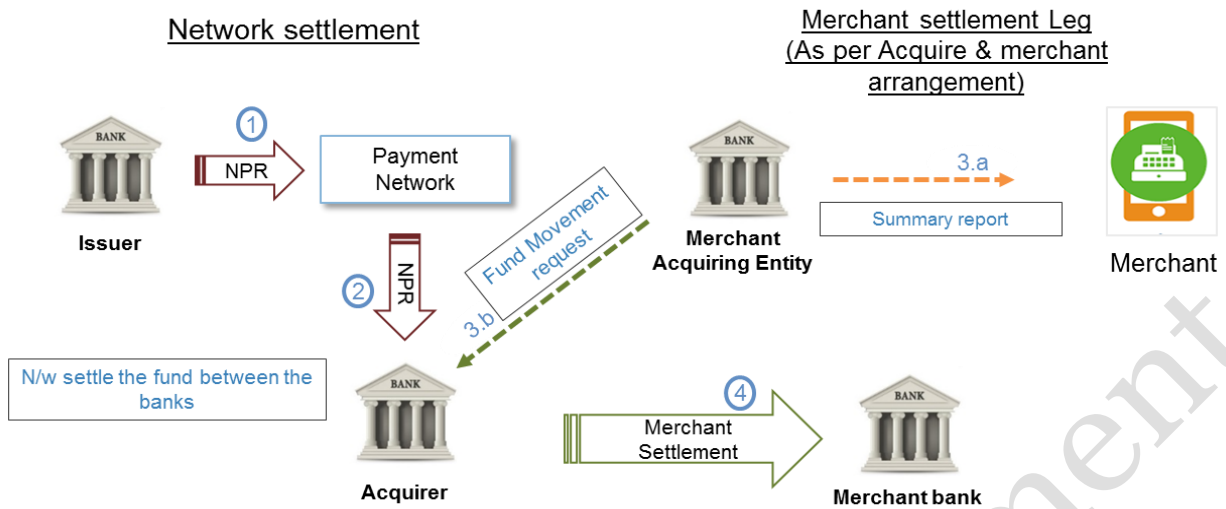 Network settlement
Merchant settlement Leg
(As per Acquire & merchant
arrangement)
BANK
Issuer
1
NPR
Payment
Network
BANK
Merchant
Acquiring Entity
3.a
Summary report
Merchant
2
NPR
Fund Movement
request
3.b
N/w settle the fund between the
banks
BANK
Acquirer
4
Merchant
Settlement
BANK
Merchant bank